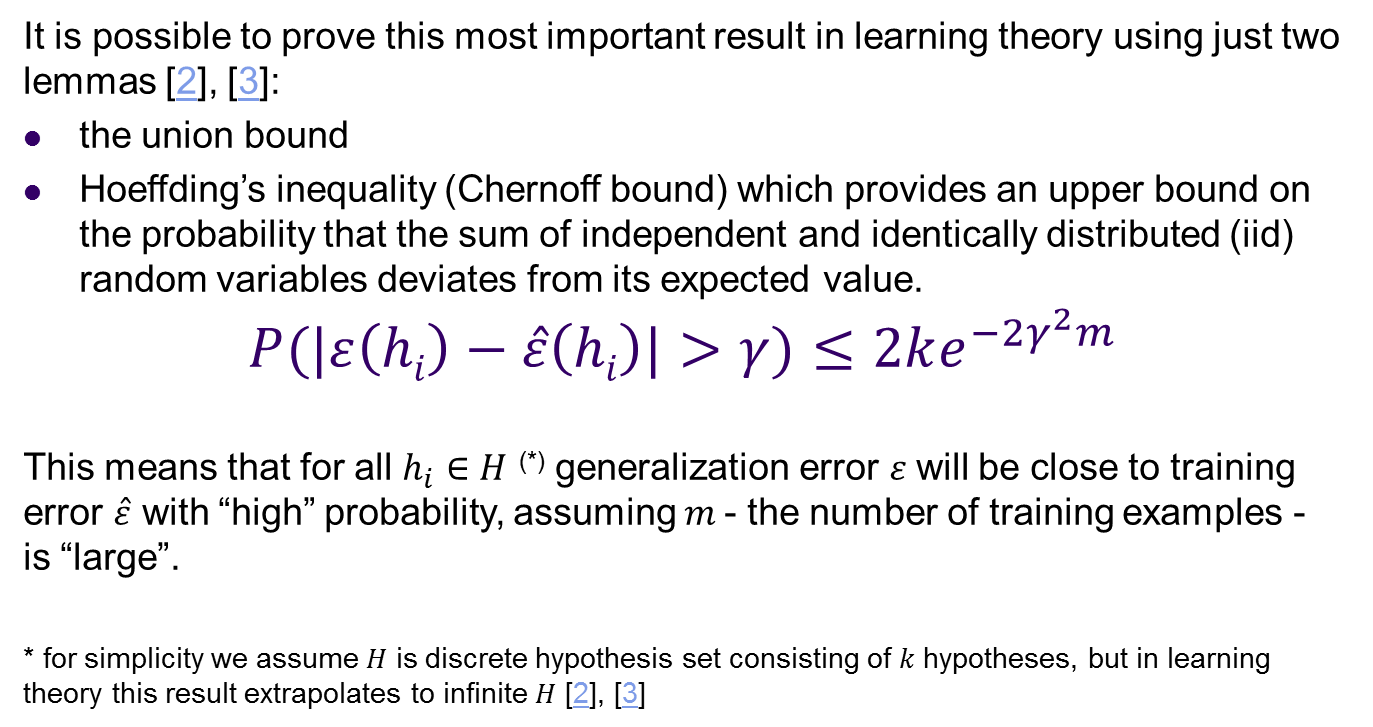 It is possible to prove this most important result in learning theory using just two
lemmas [2], [3]:
● the union bound
● Hoeffding’s inequality (Chernoff bound) which provides an upper bound on
the probability that the sum of independent and identically distributed (iid)
random variables deviates from its expected value.
P(|ε(hᵢ) − ε̂(hᵢ)| > γ) ≤ 2ke^{−2γ²m}
This means that for all hᵢ ∈ H (*) generalization error ε will be close to training
error ε̂ with “high” probability, assuming m - the number of training examples -
is “large”.
* for simplicity we assume H is discrete hypothesis set consisting of k hypotheses, but in learning
theory this result extrapolates to infinite H [2], [3]